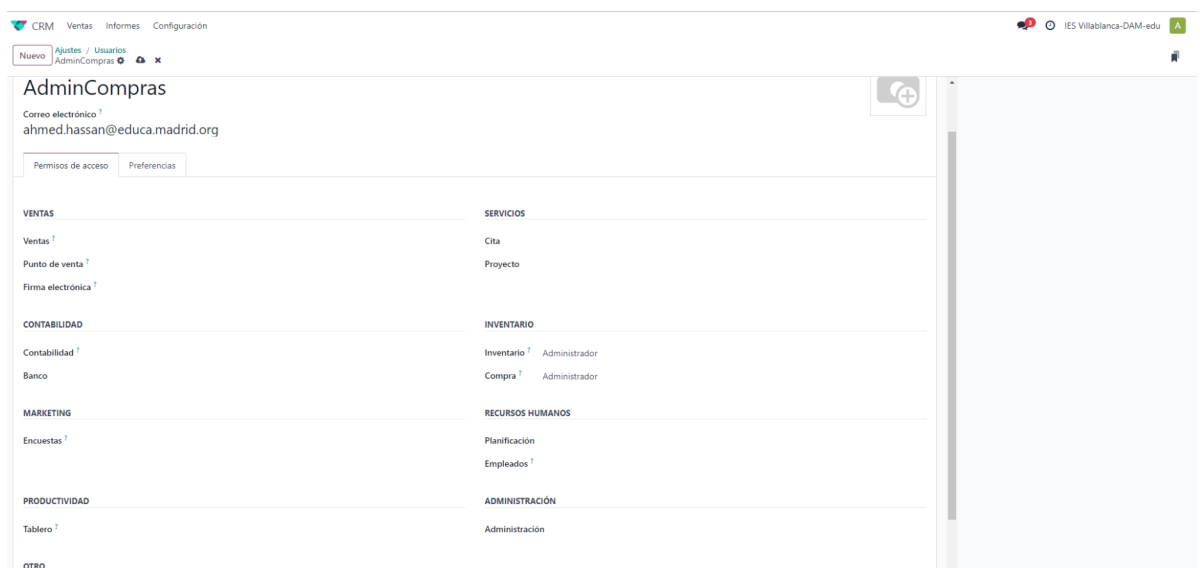 CRM Ventas Informes Configuración
3 IES Villablanca-DAM-edu A
Nuevo Ajustes / Usuarios
AdminCompras
AdminCompras
Correo electrónico ?
ahmed.hassan@educa.madrid.org
Permisos de acceso Preferencias
VENTAS
Ventas ?
Punto de venta ?
Firma electrónica ?
SERVICIOS
Cita
Proyecto
CONTABILIDAD
Contabilidad ?
Banco
INVENTARIO
Inventario ? Administrador
Compra ? Administrador
MARKETING
Encuestas ?
RECURSOS HUMANOS
Planificación
Empleados ?
PRODUCTIVIDAD
Tablero ?
ADMINISTRACIÓN
Administración
OTRO